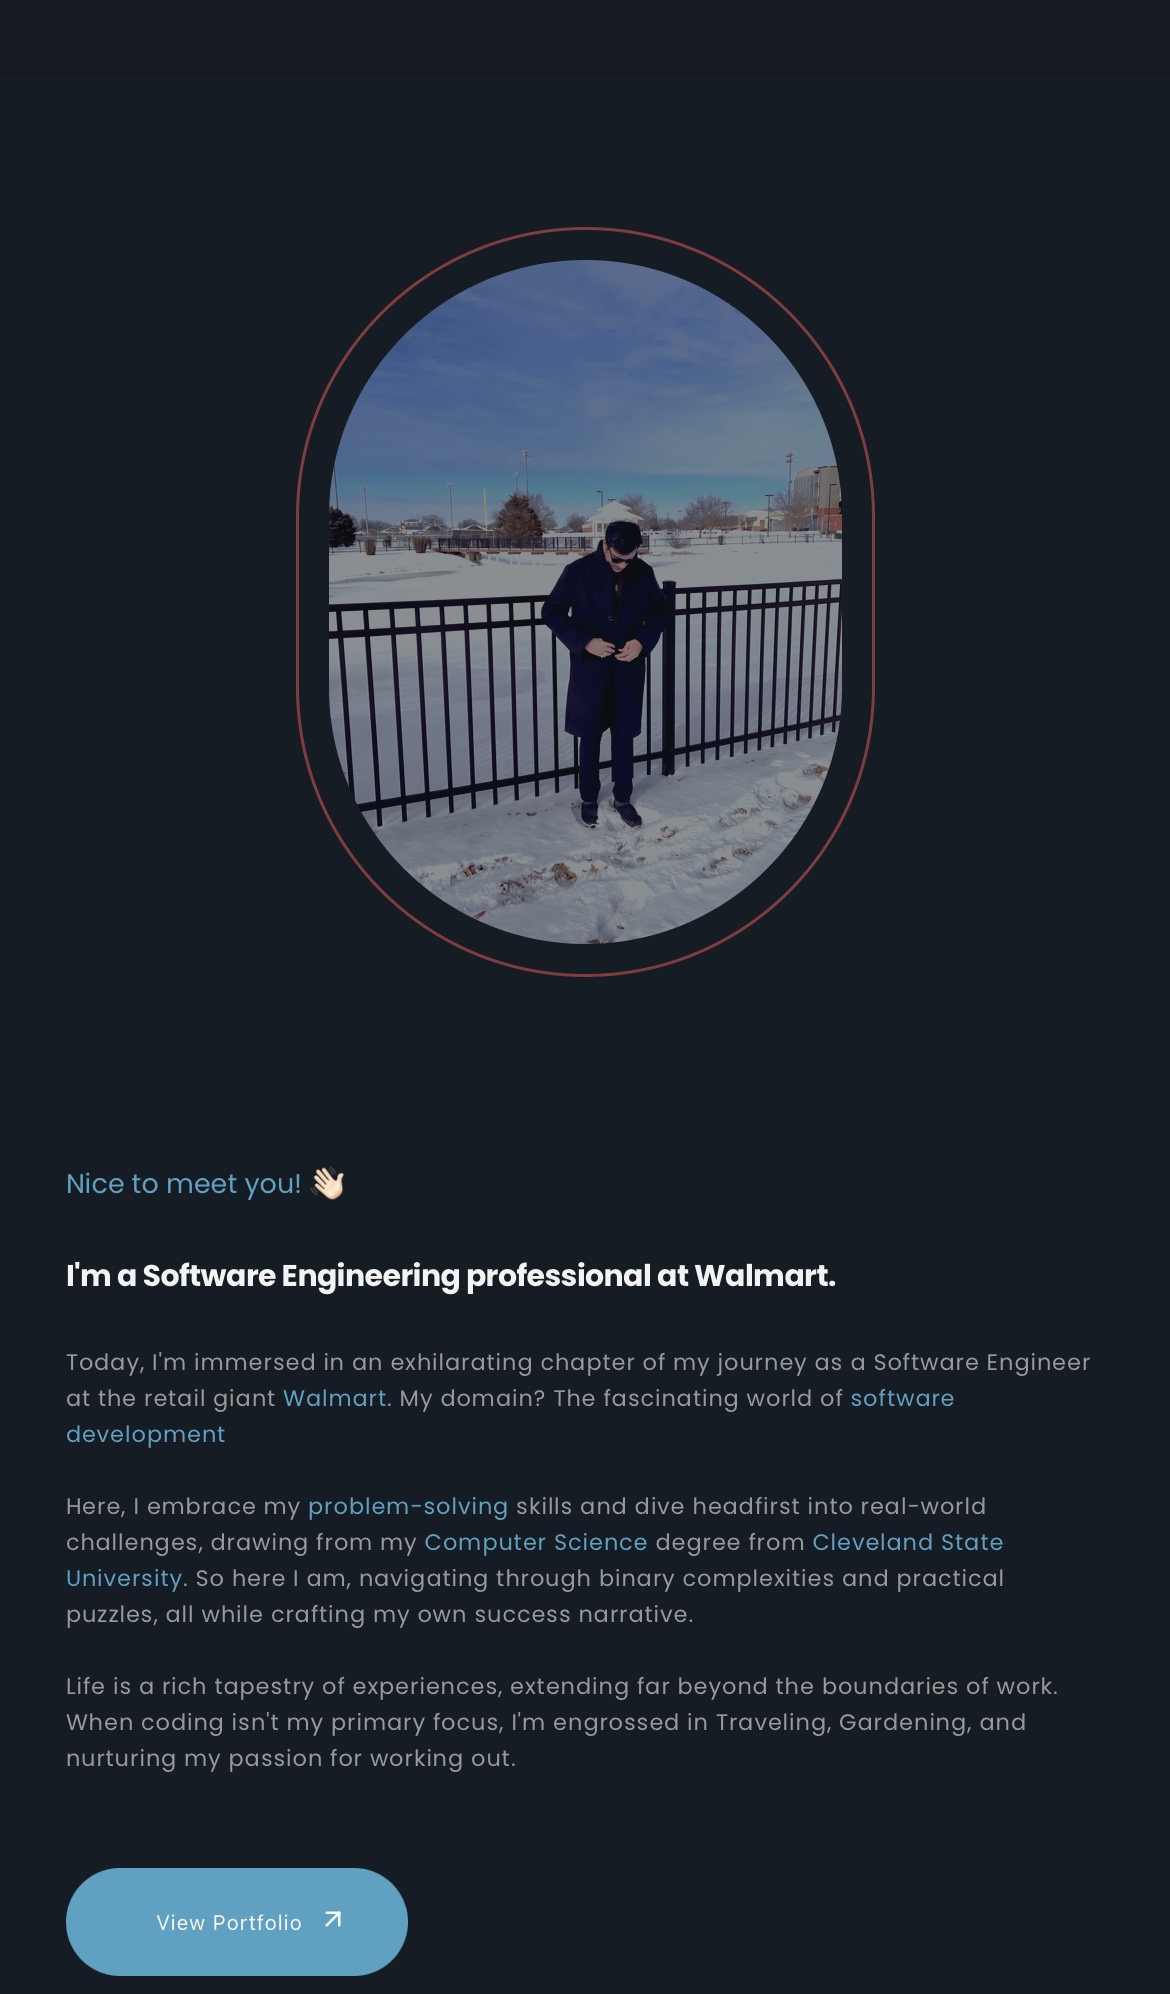 Nice to meet you! 👋🏻
I'm a Software Engineering professional at Walmart.
Today, I'm immersed in an exhilarating chapter of my journey as a Software Engineer
at the retail giant Walmart. My domain? The fascinating world of software
development
Here, I embrace my problem-solving skills and dive headfirst into real-world
challenges, drawing from my Computer Science degree from Cleveland State
University. So here I am, navigating through binary complexities and practical
puzzles, all while crafting my own success narrative.
Life is a rich tapestry of experiences, extending far beyond the boundaries of work.
When coding isn't my primary focus, I'm engrossed in Traveling, Gardening, and
nurturing my passion for working out.
View Portfolio